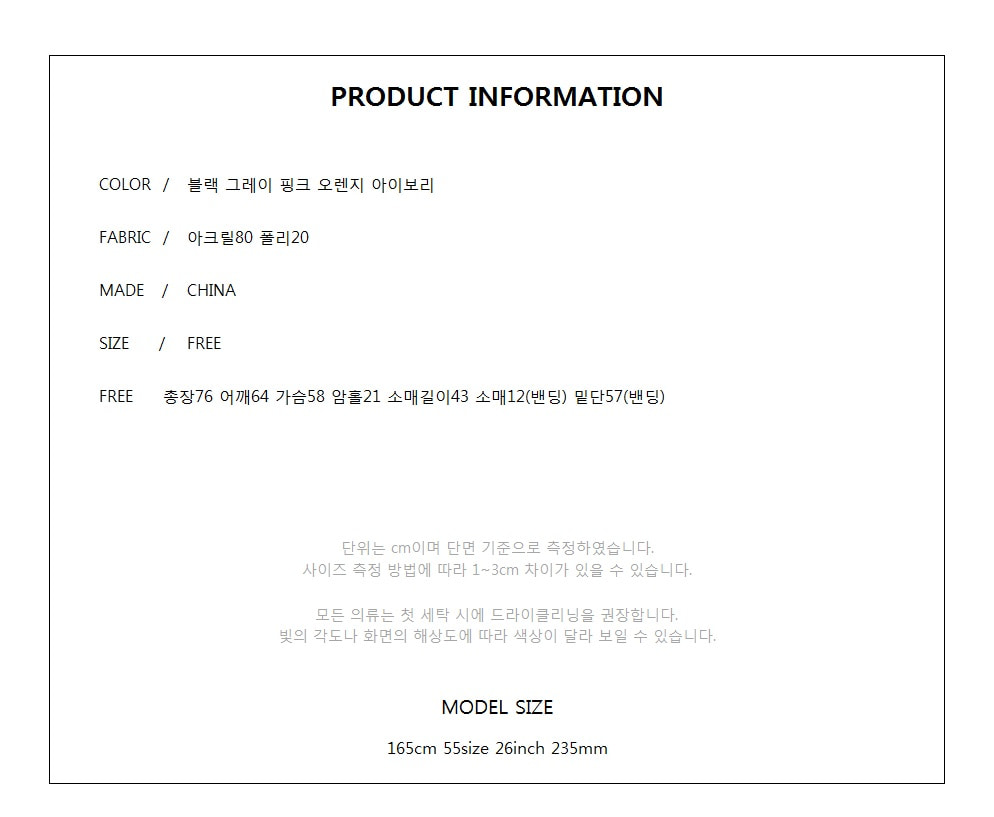 PRODUCT INFORMATION
COLOR / 블랙 그레이 핑크 오렌지 아이보리
FABRIC / 아크릴80 폴리20
MADE / CHINA
SIZE / FREE
FREE 총장76 어깨64 가슴58 암홀21 소매길이43 소매12(밴딩) 밑단57(밴딩)
단위는 cm이며 단면 기준으로 측정하였습니다.
사이즈 측정 방법에 따라 1~3cm 차이가 있을 수 있습니다.
모든 의류는 첫 세탁 시에 드라이클리닝을 권장합니다.
빛의 각도나 화면의 해상도에 따라 색상이 달라 보일 수 있습니다.
MODEL SIZE
165cm 55size 26inch 235mm